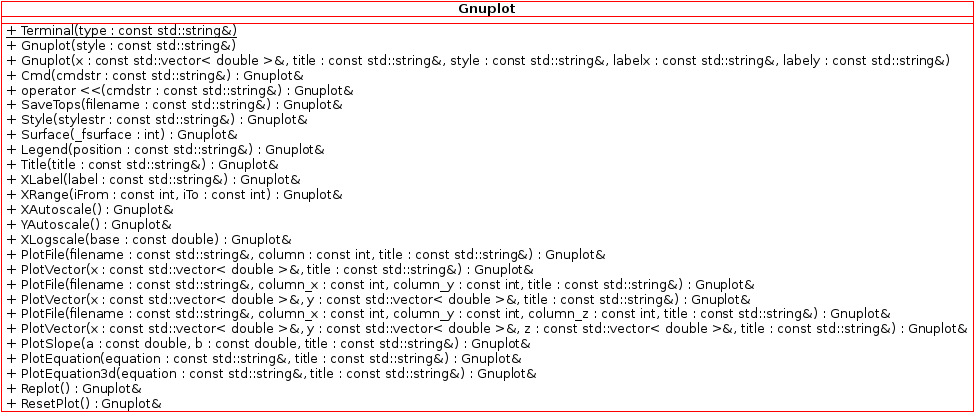 Gnuplot
+ Terminal(type : const std::string&)
+ Gnuplot(style : const std::string&)
+ Gnuplot(x : const std::vector< double >&, title : const std::string&, style : const std::string&, labelx : const std::string&, labely : const std::string&)
+ Cmd(cmdstr : const std::string&) : Gnuplot&
+ operator <<(cmdstr : const std::string&) : Gnuplot&
+ SaveTops(filename : const std::string&) : Gnuplot&
+ Style(stylestr : const std::string&) : Gnuplot&
+ Surface(_fsurface : int) : Gnuplot&
+ Legend(position : const std::string&) : Gnuplot&
+ Title(title : const std::string&) : Gnuplot&
+ XLabel(label : const std::string&) : Gnuplot&
+ XRange(iFrom : const int, iTo : const int) : Gnuplot&
+ XAutoscale() : Gnuplot&
+ YAutoscale() : Gnuplot&
+ XLogscale(base : const double) : Gnuplot&
+ PlotFile(filename : const std::string&, column : const int, title : const std::string&) : Gnuplot&
+ PlotVector(x : const std::vector< double >&, title : const std::string&) : Gnuplot&
+ PlotFile(filename : const std::string&, column_x : const int, column_y : const int, title : const std::string&) : Gnuplot&
+ PlotVector(x : const std::vector< double >&, y : const std::vector< double >&, title : const std::string&) : Gnuplot&
+ PlotFile(filename : const std::string&, column_x : const int, column_y : const int, column_z : const int, title : const std::string&) : Gnuplot&
+ PlotVector(x : const std::vector< double >&, y : const std::vector< double >&, z : const std::vector< double >&, title : const std::string&) : Gnuplot&
+ PlotSlope(a : const double, b : const double, title : const std::string&) : Gnuplot&
+ PlotEquation(equation : const std::string&, title : const std::string&) : Gnuplot&
+ PlotEquation3d(equation : const std::string&, title : const std::string&) : Gnuplot&
+ Replot() : Gnuplot&
+ ResetPlot() : Gnuplot&